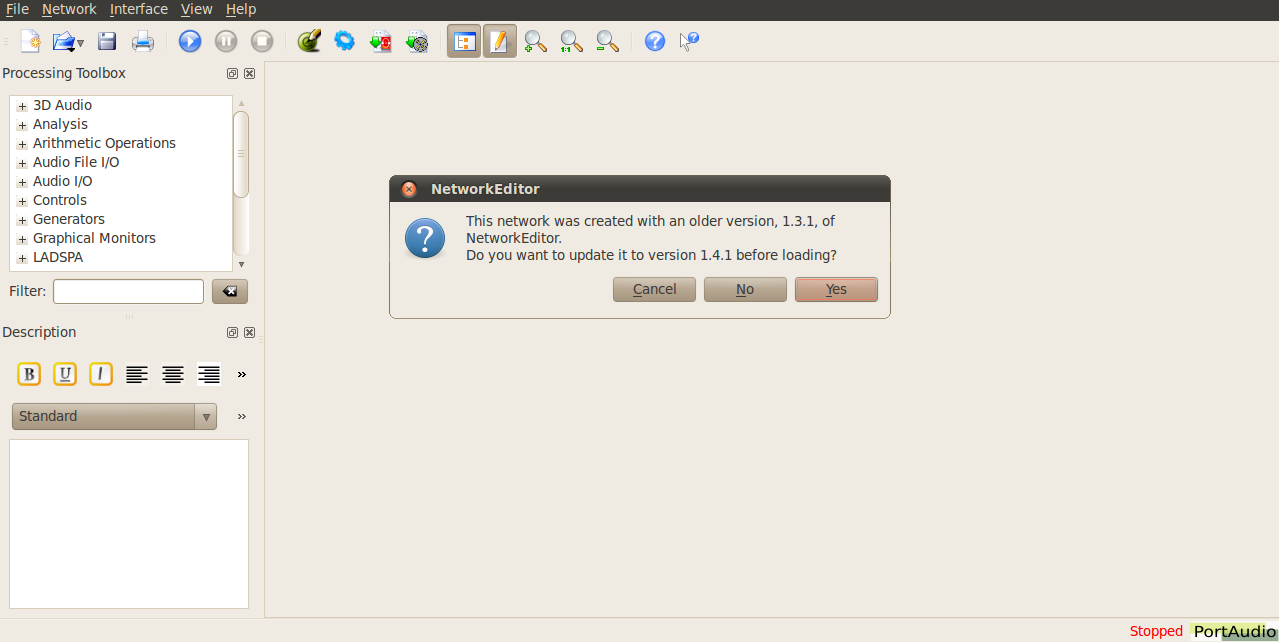 File Network Interface View Help
Processing Toolbox
3D Audio
Analysis
Arithmetic Operations
Audio File I/O
Audio I/O
Controls
Generators
Graphical Monitors
LADSPA
Filter:
Description
B U I
Standard
NetworkEditor
This network was created with an older version, 1.3.1, of
NetworkEditor.
Do you want to update it to version 1.4.1 before loading?
Cancel No Yes
Stopped PortAudio